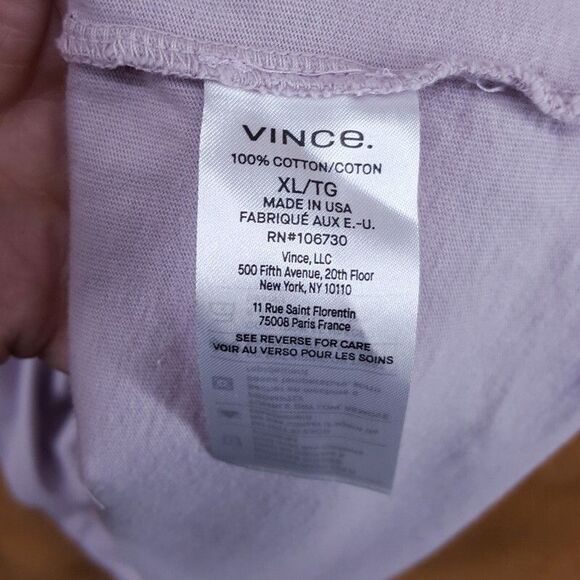 VINCE.
100% COTTON/COTON
XL/TG
MADE IN USA
FABRIQUÉ AUX E.-U.
RN#106730
Vince, LLC
500 Fifth Avenue, 20th Floor
New York, NY 10110
11 Rue Saint Florentin
75008 Paris France
SEE REVERSE FOR CARE
VOIR AU VERSO POUR LES SOINS